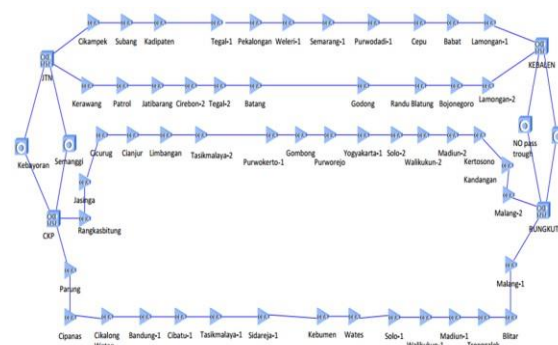 Cikampek Subang Kadipaten Tegal-1 Pekalongan Weleri-1 Semarang-1 Purwodadi-1 Cepu Babat Lamongan-1
JTN KEBALEN
Kerawang Patrol Jatibarang Cirebon-2 Tegal-2 Batang Godong Randu Blatung Bojonegoro Lamongan-2
Kebayoran Semanggi
Cicurug Cianjur Limbangan Tasikmalaya-2 Purwokerto-1 Gombong Purworejo Yogyakarta-1 Solo-2 Walikukun-2 Madiun-2 Kertosono
NO pass
trough
Kandangan
Jasinga
Malang-2
CKP Rangkasbitung RUNGKUT
Parung Malang-1
Cipanas Cikalong Bandung-1 Cibatu-1 Tasikmalaya-1 Sidareja-1 Kebumen Wates Solo-1 Madiun-1 Blitar